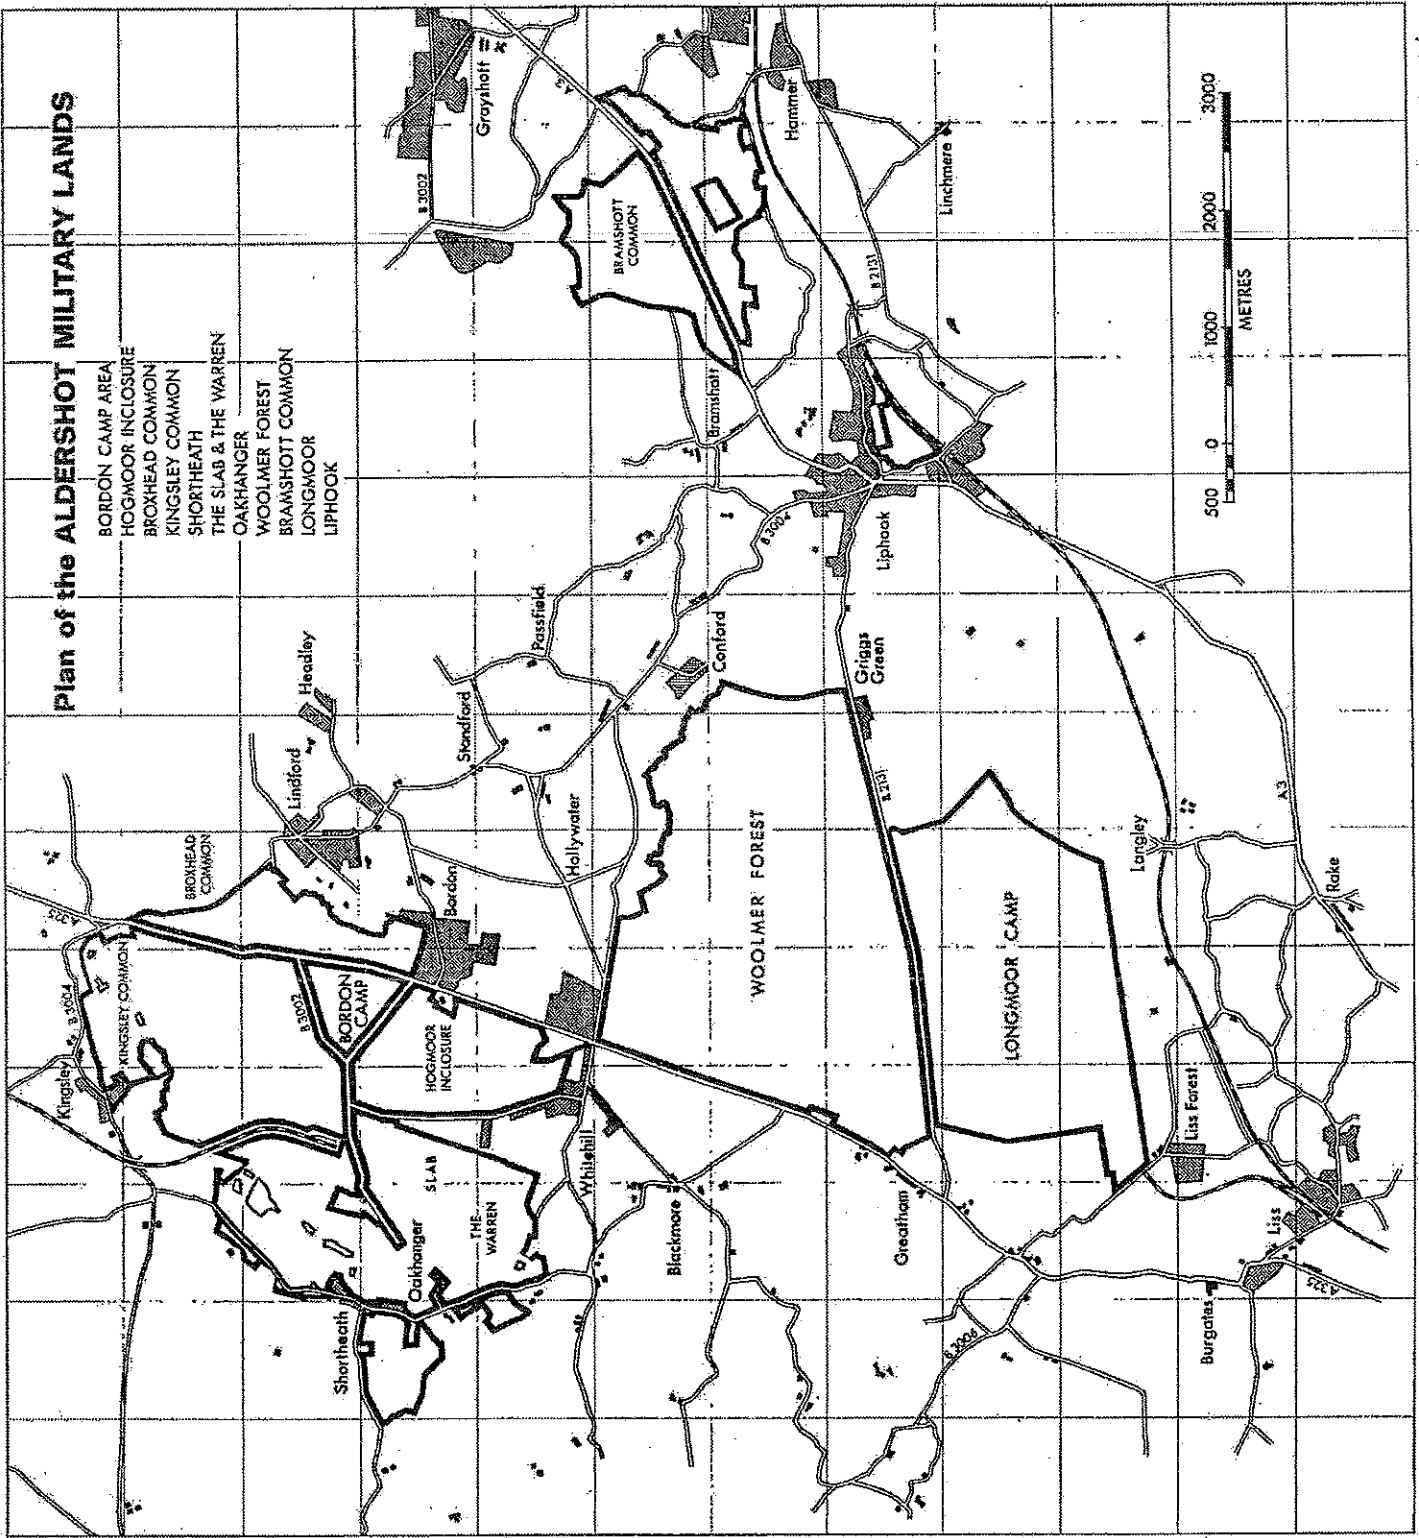 Plan of the ALDERSHOT MILITARY LANDS
BORDON CAMP AREA
HOGMOOR INCLOSURE
BROXHEAD COMMON
KINGSLEY COMMON
SHORTHEATH
THE SLAB & THE WARREN
OAKHANGER
WOOLMER FOREST
BRAMSHOTT COMMON
LONGMOOR
LIPHOOK
Grayshott
A3
B 3002
BRAMSHOTT
COMMON
Hammer
Linchmere
B 2131
Bramshott
B 3004
Liphook
Passfield
Conford
Griggs
Green
Headley
Standford
Lindford
Hollywater
BROXHEAD
COMMON
Bordon
A 325
B 3004
KINGSLEY COMMON
Kingsley
B 3002
BORDON
CAMP
HOGMOOR
INCLOSURE
WOOLMER FOREST
B 2131
LONGMOOR CAMP
Langley
A3
Rake
SLAB
THE
WARREN
Whitehill
Oakhanger
Shortheath
Blackmore
Greatham
B 3006
Liss Forest
Liss
Burgates
A 325
500 0 1000 2000 3000
METRES